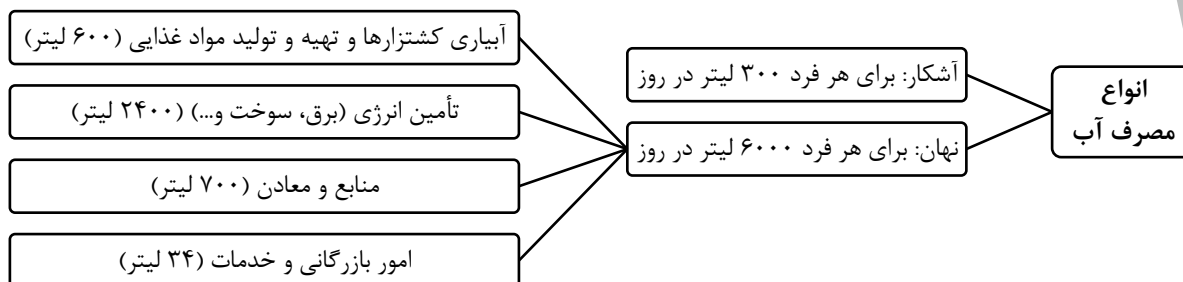 انواع
مصرف آب
آشکار: برای هر فرد ۳۰۰ لیتر در روز
نهان: برای هر فرد ۶۰۰۰ لیتر در روز
آبیاری کشتزارها و تهیه و تولید مواد غذایی (۶۰۰ لیتر)
تأمین انرژی (برق، سوخت و...) (۲۴۰۰ لیتر)
منابع و معادن (۷۰۰ لیتر)
امور بازرگانی و خدمات (۳۴ لیتر)